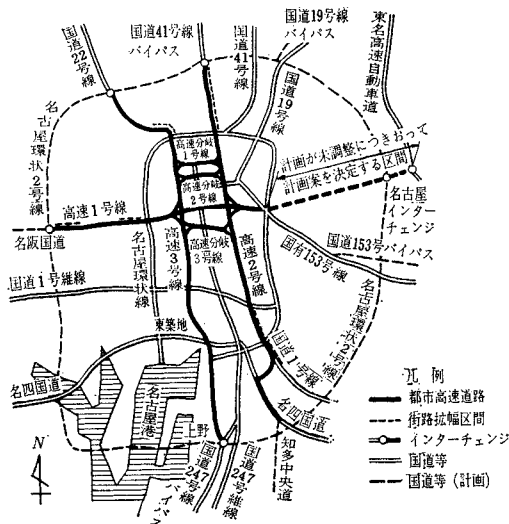 国道22号線
国道41号線
バイパス
国道41号線
国道19号線
バイパス
国道19号線
東名高速自動車道
名古屋環状2号線
高速分岐
1号線
高速分岐
2号線
高速分岐
3号線
計画が未調整につきおって
計画案を決定する区間
名古屋
インター
チェンジ
高速1号線
名阪国道
名古屋環状線
高速3号線
高速2号線
国道153号バイパス
国有153号線
国道1号維線
名古屋環状2号線
東築地
国道1号線
名四国道
名古屋港
名四国道
上野
国道247号バイパス
国道247号維線
知多中央道
N
凡例
都市高速道路
街路拡幅区間
インターチェンジ
国道等
国道等(計画)